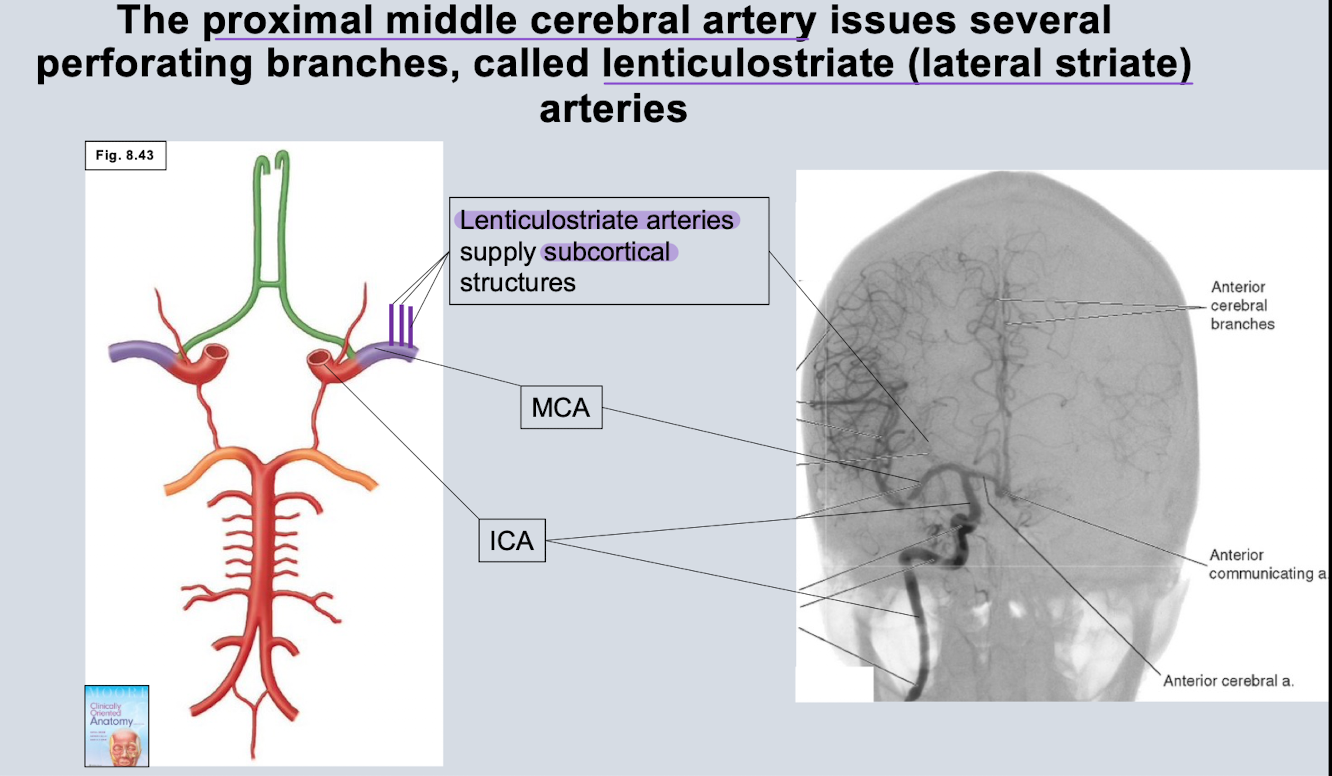 The proximal middle cerebral artery issues several
perforating branches, called lenticulostriate (lateral striate)
arteries
Fig. 8.43
Lenticulostriate arteries
supply subcortical
structures
MCA
ICA
Anterior
cerebral
branches
Anterior
communicating a.
Anterior cerebral a.
Clinically
Oriented
Anatomy